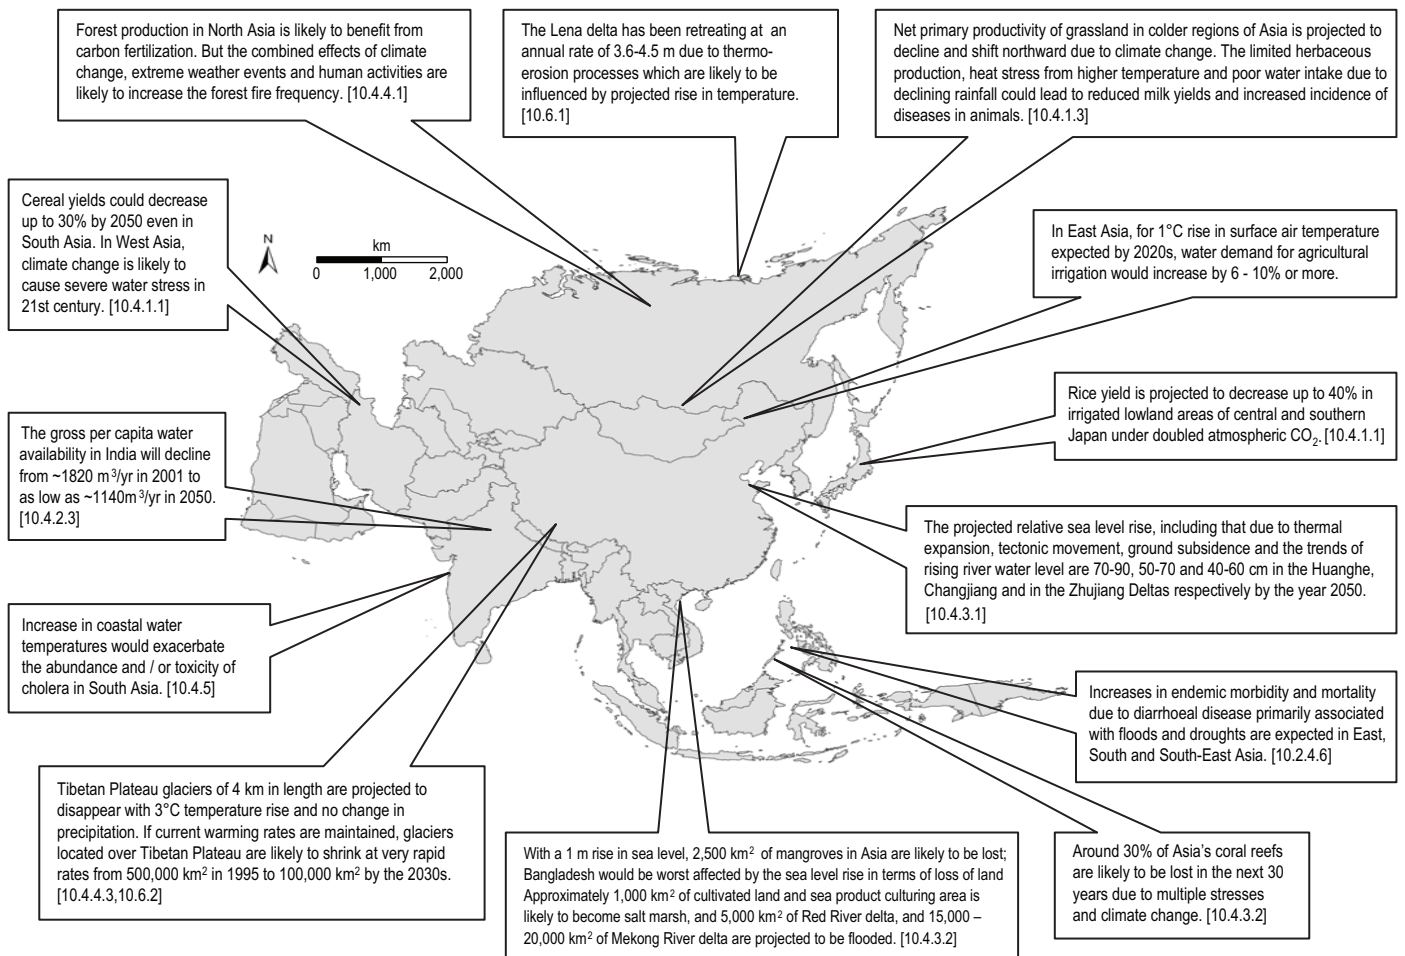 Forest production in North Asia is likely to benefit from
carbon fertilization. But the combined effects of climate
change, extreme weather events and human activities are
likely to increase the forest fire frequency. [10.4.4.1]
The Lena delta has been retreating at an
annual rate of 3.6-4.5 m due to thermo-
erosion processes which are likely to be
influenced by projected rise in temperature.
[10.6.1]
Net primary productivity of grassland in colder regions of Asia is projected to
decline and shift northward due to climate change. The limited herbaceous
production, heat stress from higher temperature and poor water intake due to
declining rainfall could lead to reduced milk yields and increased incidence of
diseases in animals. [10.4.1.3]
Cereal yields could decrease
up to 30% by 2050 even in
South Asia. In West Asia,
climate change is likely to
cause severe water stress in
21st century. [10.4.1.1]
N
km
0 1,000 2,000
In East Asia, for 1°C rise in surface air temperature
expected by 2020s, water demand for agricultural
irrigation would increase by 6 - 10% or more.
Rice yield is projected to decrease up to 40% in
irrigated lowland areas of central and southern
Japan under doubled atmospheric CO₂. [10.4.1.1]
The gross per capita water
availability in India will decline
from ~1820 m³/yr in 2001 to
as low as ~1140m³/yr in 2050.
[10.4.2.3]
The projected relative sea level rise, including that due to thermal
expansion, tectonic movement, ground subsidence and the trends of
rising river water level are 70-90, 50-70 and 40-60 cm in the Huanghe,
Changjiang and in the Zhujiang Deltas respectively by the year 2050.
[10.4.3.1]
Increase in coastal water
temperatures would exacerbate
the abundance and / or toxicity of
cholera in South Asia. [10.4.5]
Increases in endemic morbidity and mortality
due to diarrhoeal disease primarily associated
with floods and droughts are expected in East,
South and South-East Asia. [10.2.4.6]
Tibetan Plateau glaciers of 4 km in length are projected to
disappear with 3°C temperature rise and no change in
precipitation. If current warming rates are maintained, glaciers
located over Tibetan Plateau are likely to shrink at very rapid
rates from 500,000 km² in 1995 to 100,000 km² by the 2030s.
[10.4.4.3,10.6.2]
With a 1 m rise in sea level, 2,500 km² of mangroves in Asia are likely to be lost;
Bangladesh would be worst affected by the sea level rise in terms of loss of land
Approximately 1,000 km² of cultivated land and sea product culturing area is
likely to become salt marsh, and 5,000 km² of Red River delta, and 15,000 –
20,000 km² of Mekong River delta are projected to be flooded. [10.4.3.2]
Around 30% of Asia's coral reefs
are likely to be lost in the next 30
years due to multiple stresses
and climate change. [10.4.3.2]